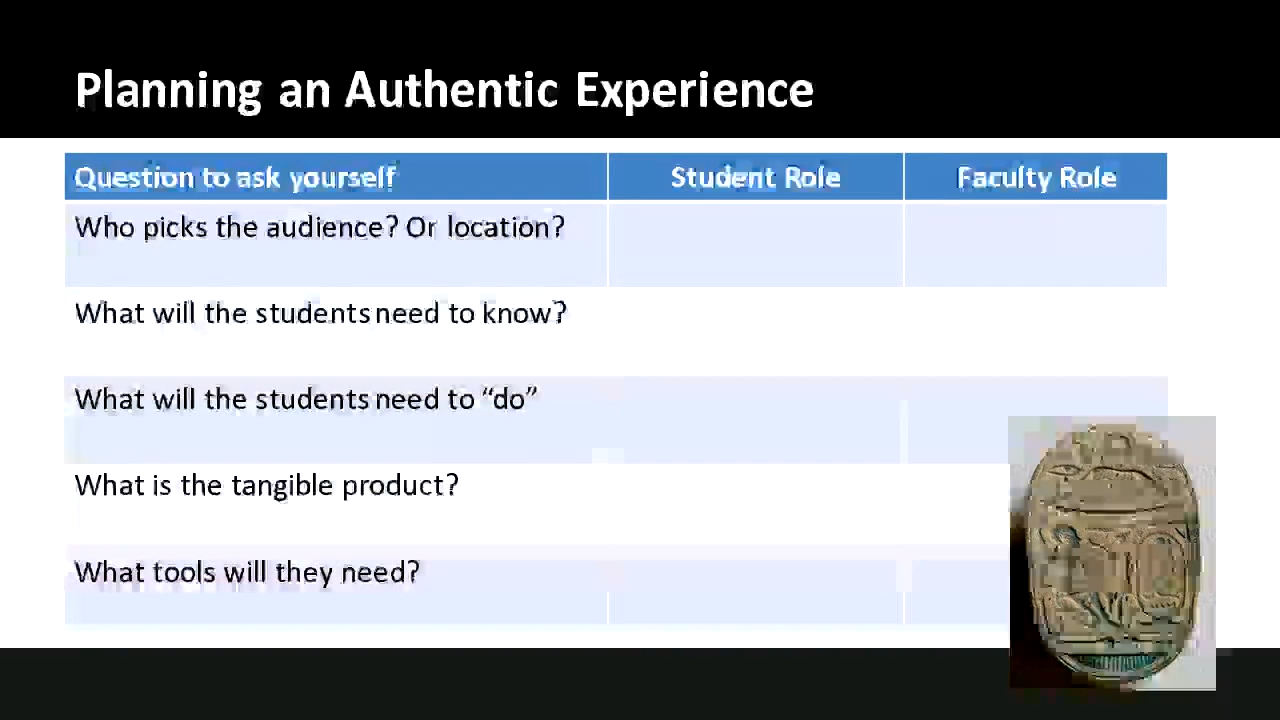 Planning an Authentic Experience
Question to ask yourself
Student Role
Faculty Role
Who picks the audience? Or location?
What will the students need to know?
What will the students need to “do”
What is the tangible product?
What tools will they need?